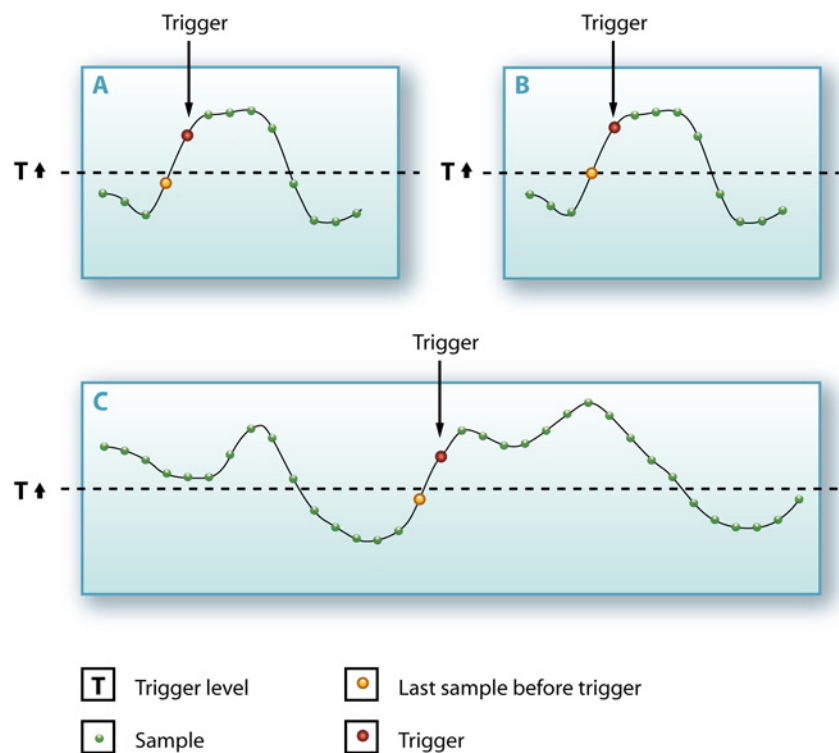 Trigger
Trigger
A
B
T
T
Trigger
C
T
T Trigger level
Last sample before trigger
Sample
Trigger